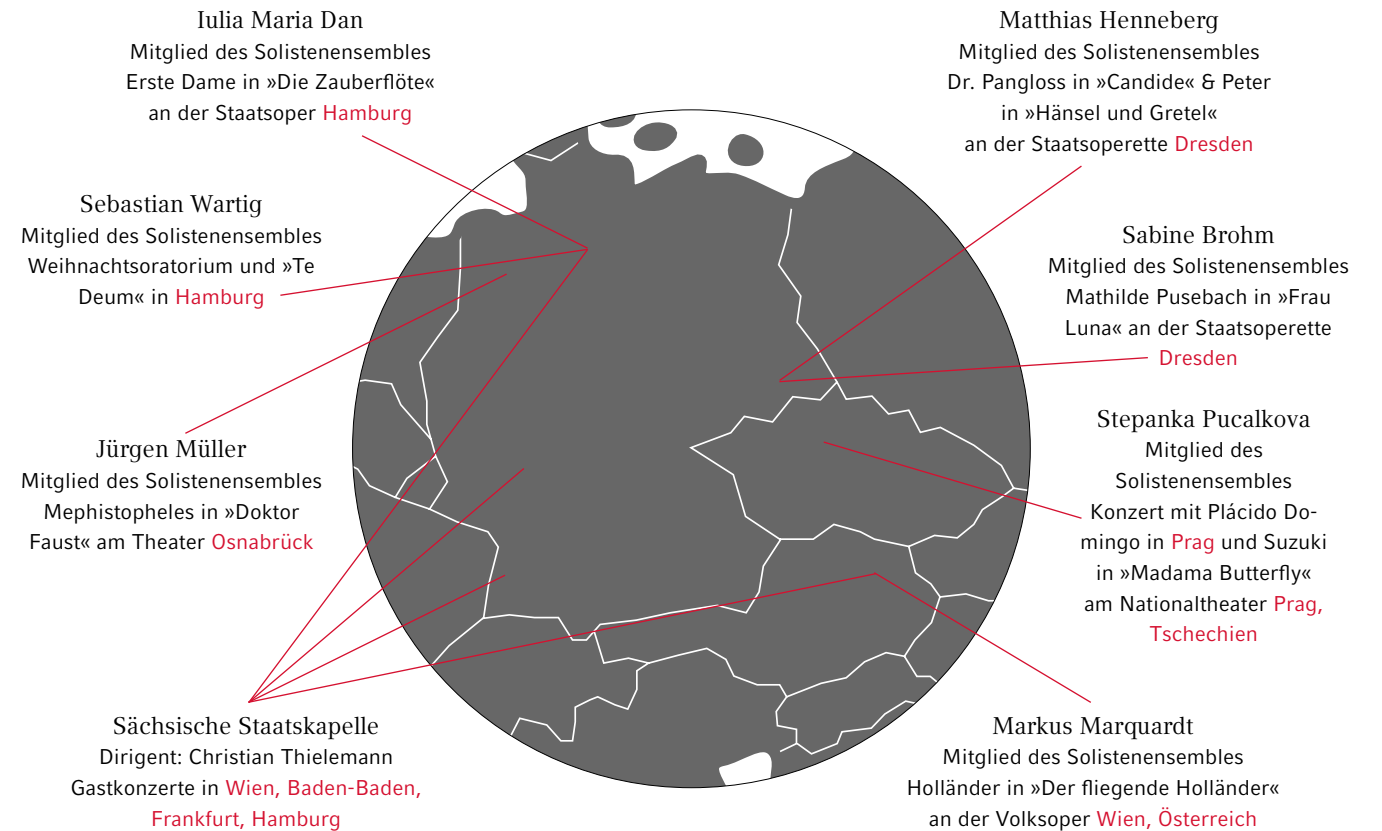 Iulia Maria Dan
Mitglied des Solistenensembles
Erste Dame in »Die Zauberflöte«
an der Staatsoper Hamburg
Sebastian Wartig
Mitglied des Solistenensembles
Weihnachtsoratorium und »Te
Deum« in Hamburg
Jürgen Müller
Mitglied des Solistenensembles
Mephistopheles in »Doktor
Faust« am Theater Osnabrück
Sächsische Staatskapelle
Dirigent: Christian Thielemann
Gastkonzerte in Wien, Baden-Baden,
Frankfurt, Hamburg
Matthias Henneberg
Mitglied des Solistenensembles
Dr. Pangloss in »Candide« & Peter
in »Hänsel und Gretel«
an der Staatsoperette Dresden
Sabine Brohm
Mitglied des Solistenensembles
Mathilde Pusebach in »Frau
Luna« an der Staatsoperette
Dresden
Stepanka Pucalkova
Mitglied des
Solistenensembles
Konzert mit Plácido Do-
mingo in Prag und Suzuki
in »Madama Butterfly«
am Nationaltheater Prag,
Tschechien
Markus Marquardt
Mitglied des Solistenensembles
Holländer in »Der fliegende Holländer«
an der Volksoper Wien, Österreich